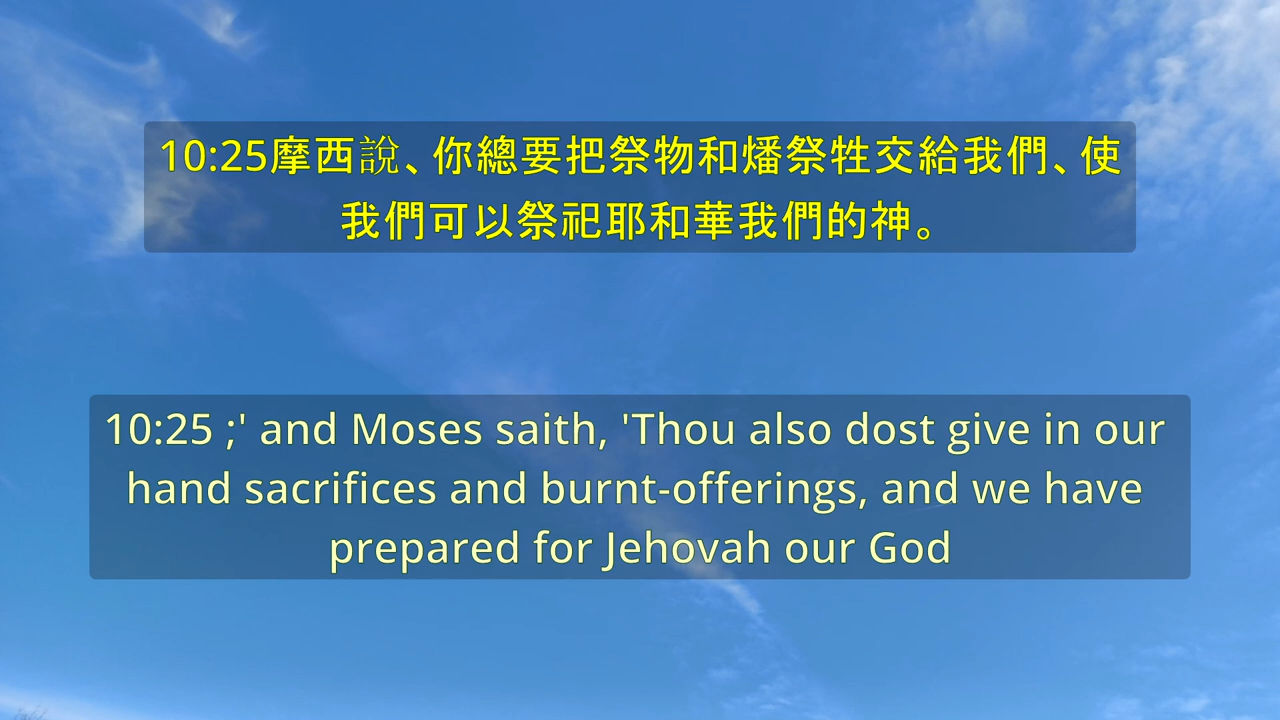 10:25摩西說、你總要把祭物和燔祭牲交給我們、使
我們可以祭祀耶和華我們的神。
10:25 ;' and Moses saith, 'Thou also dost give in our
hand sacrifices and burnt-offerings, and we have
prepared for Jehovah our God